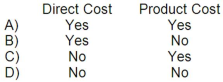 Direct Cost Product Cost
A) Yes Yes
B) Yes No
C) No Yes
D) No No